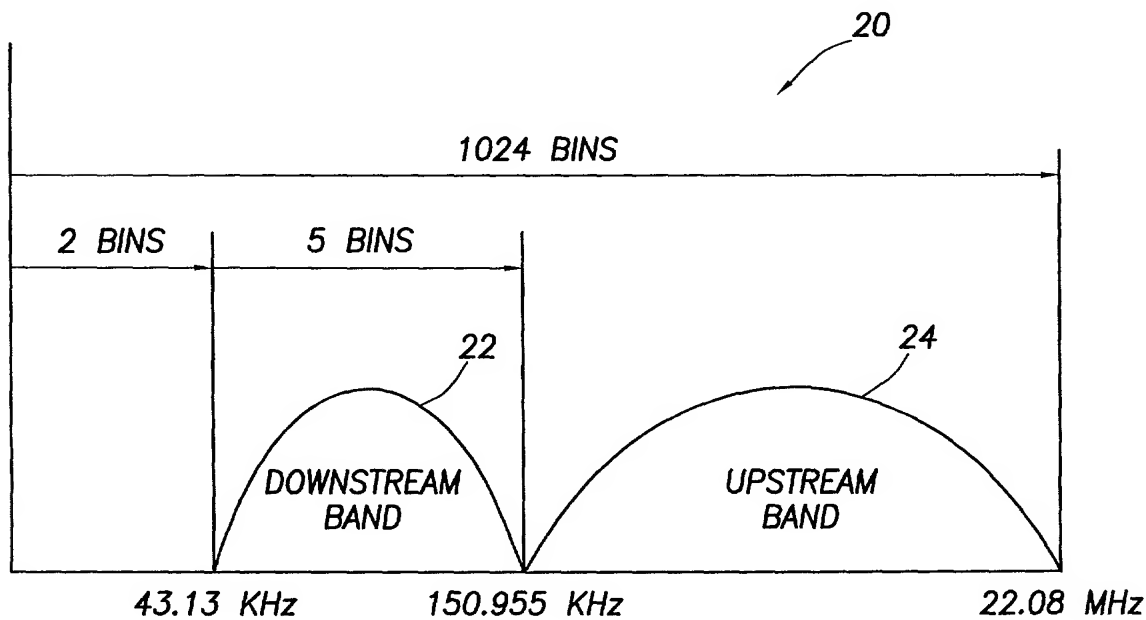 20
1024 BINS
2 BINS
5 BINS
22
24
DOWNSTREAM
BAND
UPSTREAM
BAND
43.13 KHz
150.955 KHz
22.08 MHz